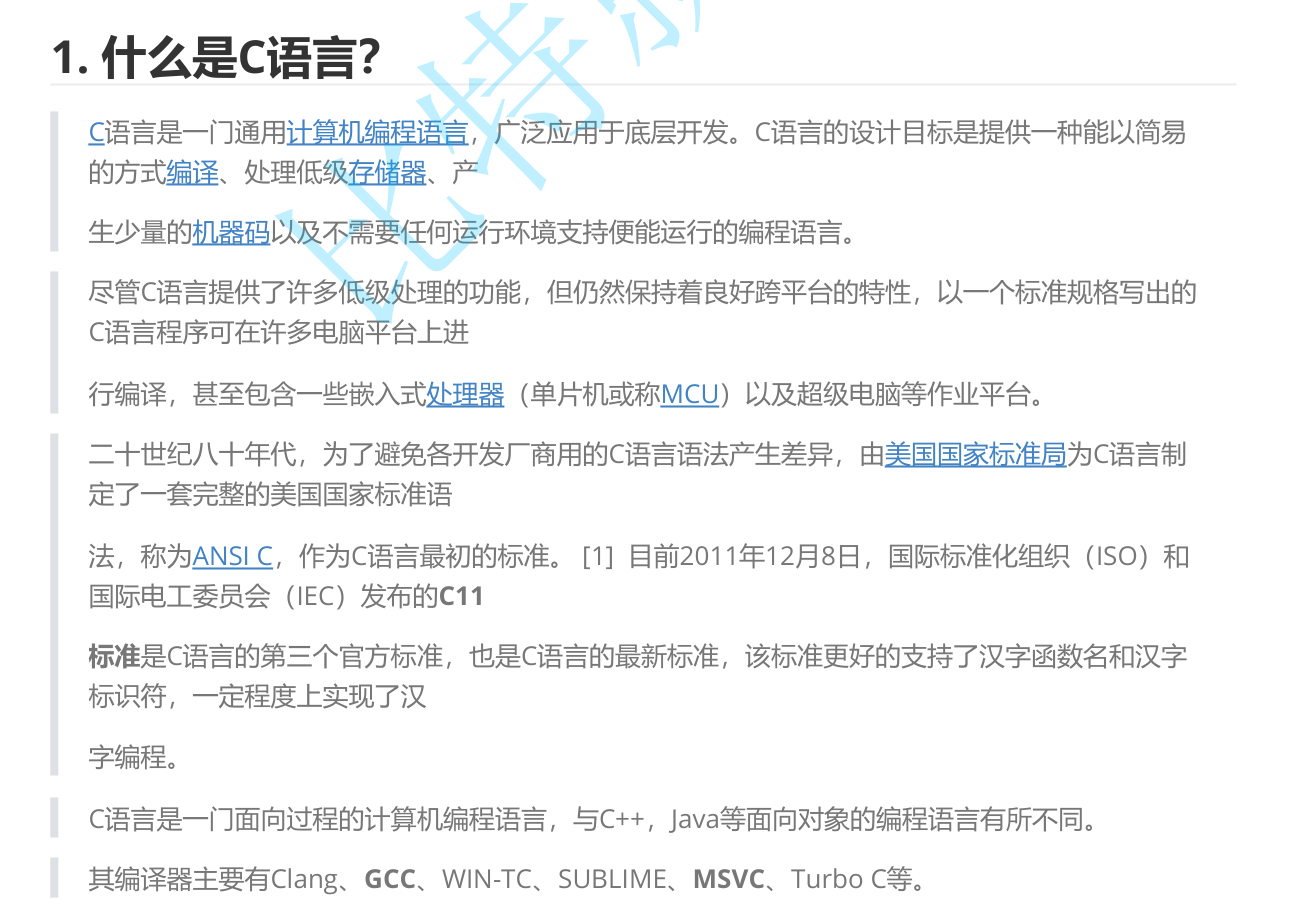 1. 什么是C语言？
C语言是一门通用计算机编程语言，广泛应用于底层开发。C语言的设计目标是提供一种能以简易
的方式编译、处理低级存储器、产
生少量的机器码以及不需要任何运行环境支持便能运行的编程语言。
尽管C语言提供了许多低级处理的功能，但仍然保持着良好跨平台的特性，以一个标准规格写出的
C语言程序可在许多电脑平台上进
行编译，甚至包含一些嵌入式处理器（单片机或称MCU）以及超级电脑等作业平台。
二十世纪八十年代，为了避免各开发厂商用的C语言语法产生差异，由美国国家标准局为C语言制
定了一套完整的美国国家标准语
法，称为ANSI C，作为C语言最初的标准。 [1] 目前2011年12月8日，国际标准化组织（ISO）和
国际电工委员会（IEC）发布的C11
标准是C语言的第三个官方标准，也是C语言的最新标准，该标准更好的支持了汉字函数名和汉字
标识符，一定程度上实现了汉
字编程。
C语言是一门面向过程的计算机编程语言，与C++，Java等面向对象的编程语言有所不同。
其编译器主要有Clang、GCC、WIN-TC、SUBLIME、MSVC、Turbo C等。
比特